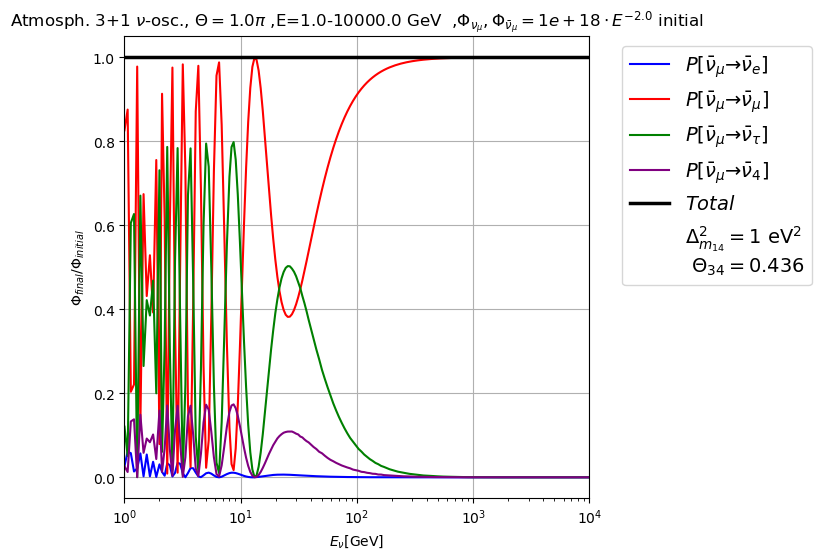 Atmosph. 3+1 ν-osc., Θ = 1.0π ,E=1.0-10000.0 GeV ,Φ_{ν_μ}, Φ_{ν̄_μ} = 1e + 18 · E^{-2.0} initial
Φ_{final}/Φ_{initial}
1.0
0.8
0.6
0.4
0.2
0.0
10^0 10^1 10^2 10^3 10^4
E_ν[GeV]
P[ν̄_μ→ν̄_e]
P[ν̄_μ→ν̄_μ]
P[ν̄_μ→ν̄_τ]
P[ν̄_μ→ν̄_4]
Total
Δ^2_{m_{14}} = 1 eV^2
Θ_{34} = 0.436